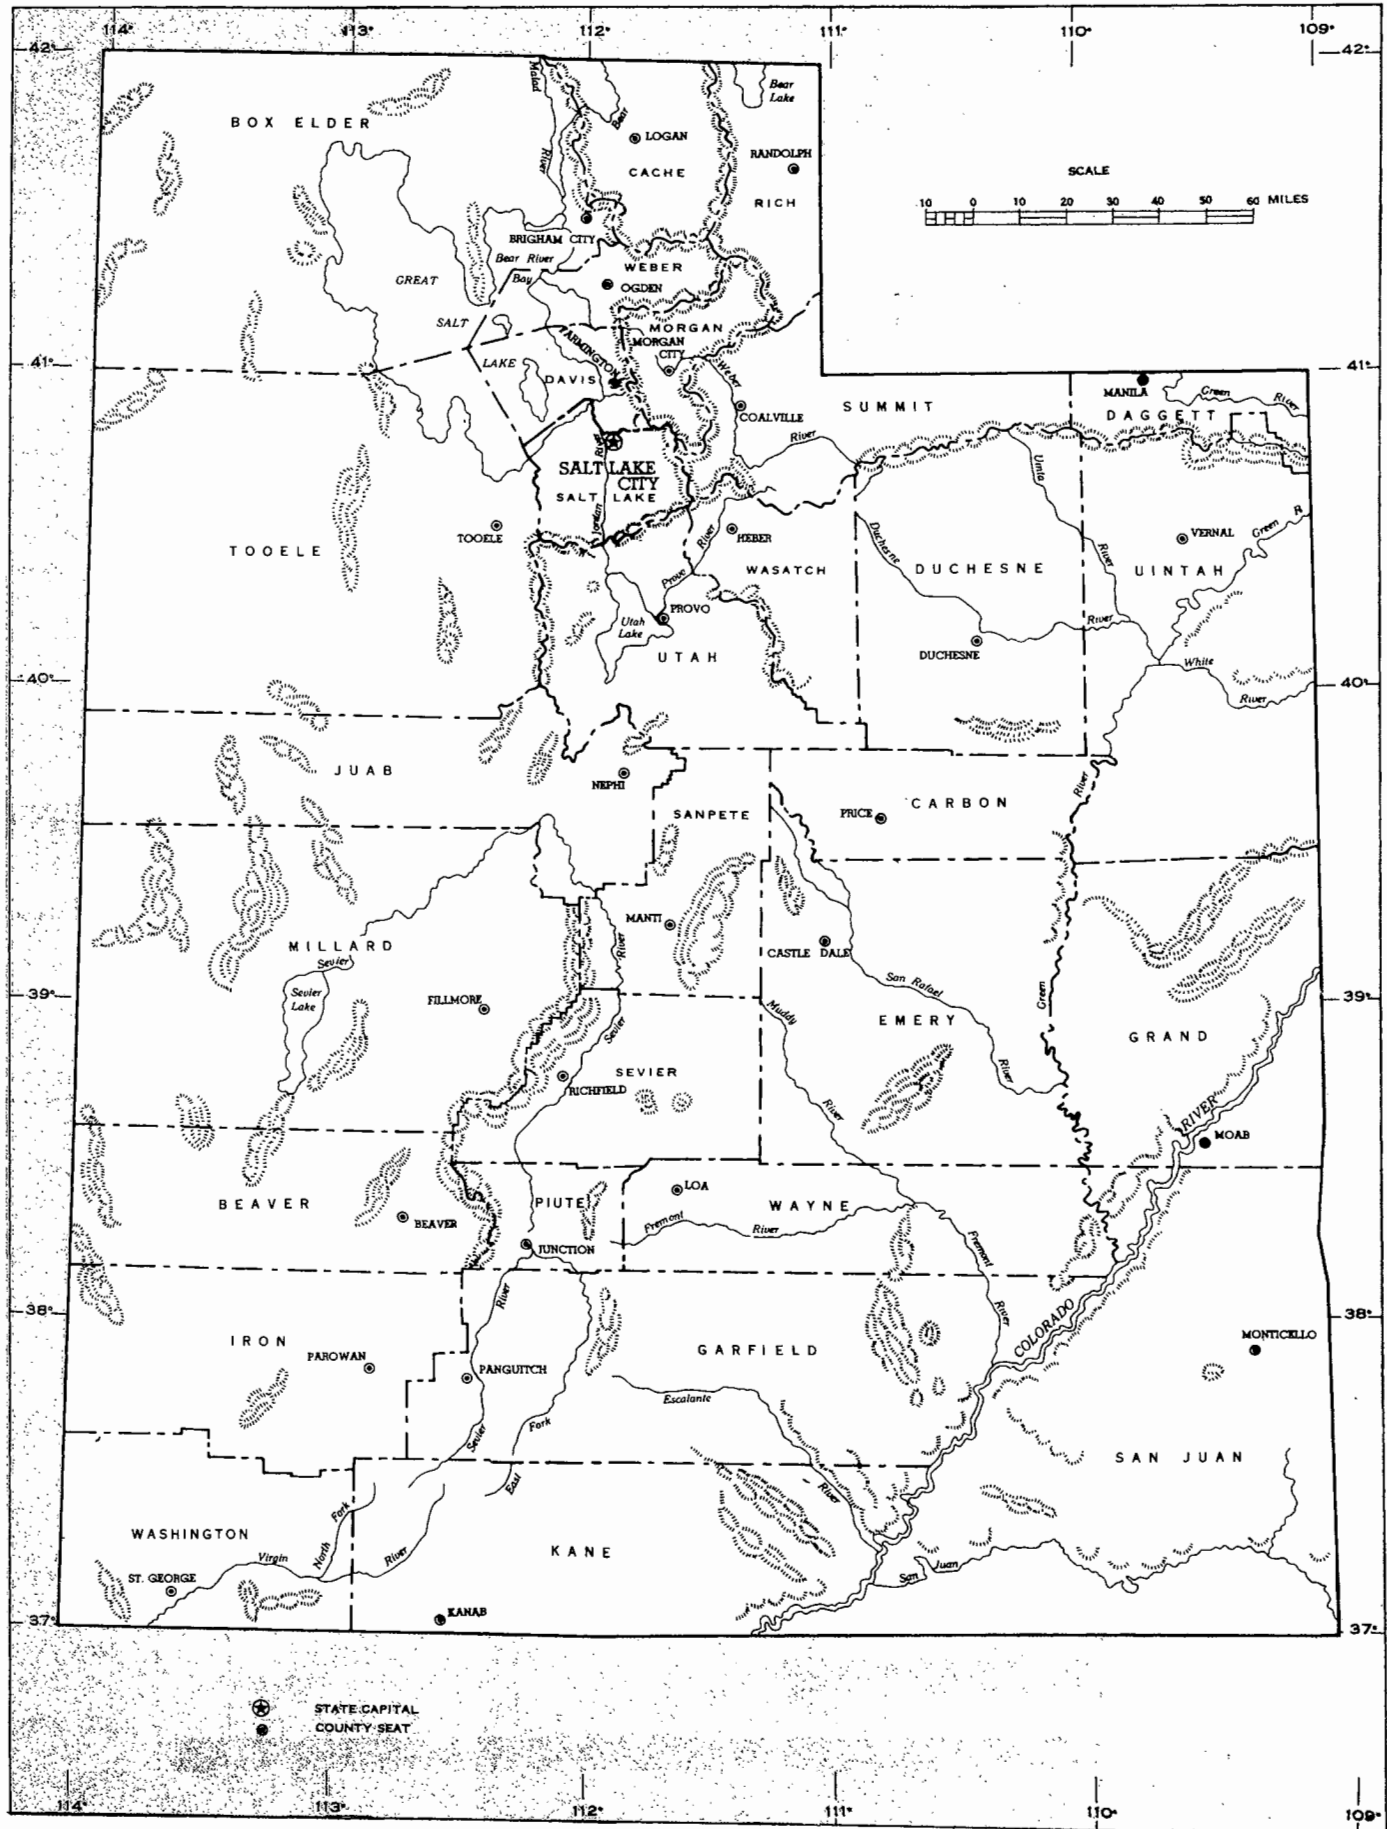 114° 113° 112° 111° 110° 109°
42° 42°
Malad
River
Bear
Bear
Lake
BOX ELDER
LOGAN
CACHE
RANDOLPH
RICH
SCALE
10 0 10 20 30 40 50 60 MILES
BRIGHAM CITY
Bear River
Bay
WEBER
OGDEN
GREAT
SALT
LAKE
MORGAN
MORGAN
CITY
FARMINGTON
DAVIS
Weber
River
COALVILLE
SUMMIT
41° 41°
MANILA
Green River
DAGGETT
River
SALT LAKE
CITY
SALT LAKE
Jordan
TOOELE
TOOELE
HEBER
Provo River
WASATCH
Duchesne
DUCHESNE
Uinta
River
VERNAL
Green R
UINTAH
PROVO
Utah
Lake
UTAH
DUCHESNE
River
White
River
40° 40°
JUAB
NEPHI
SANPETE
PRICE
CARBON
River
MANTI
MILLARD
Sevier
Sevier
Lake
River
CASTLE DALE
San Rafael
River
Green
39° 39°
FILLMORE
Sevier
Muddy
River
EMERY
GRAND
SEVIER
RICHFIELD
RIVER
MOAB
BEAVER
BEAVER
PIUTE
JUNCTION
LOA
WAYNE
Fremont River
Fremont
River
38° 38°
IRON
PAROWAN
River
PANGUITCH
GARFIELD
COLORADO
MONTICELLO
Escalante
River
Sevier
East
Fork
SAN JUAN
WASHINGTON
North
Fork
Virgin
River
KANE
San Juan
ST. GEORGE
KANAB
37° 37°
STATE CAPITAL
COUNTY SEAT
114° 113° 112° 111° 110° 109°